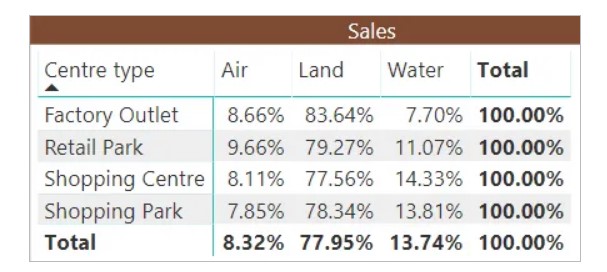 Sales
Centre type Air Land Water Total
Factory Outlet 8.66% 83.64% 7.70% 100.00%
Retail Park 9.66% 79.27% 11.07% 100.00%
Shopping Centre 8.11% 77.56% 14.33% 100.00%
Shopping Park 7.85% 78.34% 13.81% 100.00%
Total 8.32% 77.95% 13.74% 100.00%